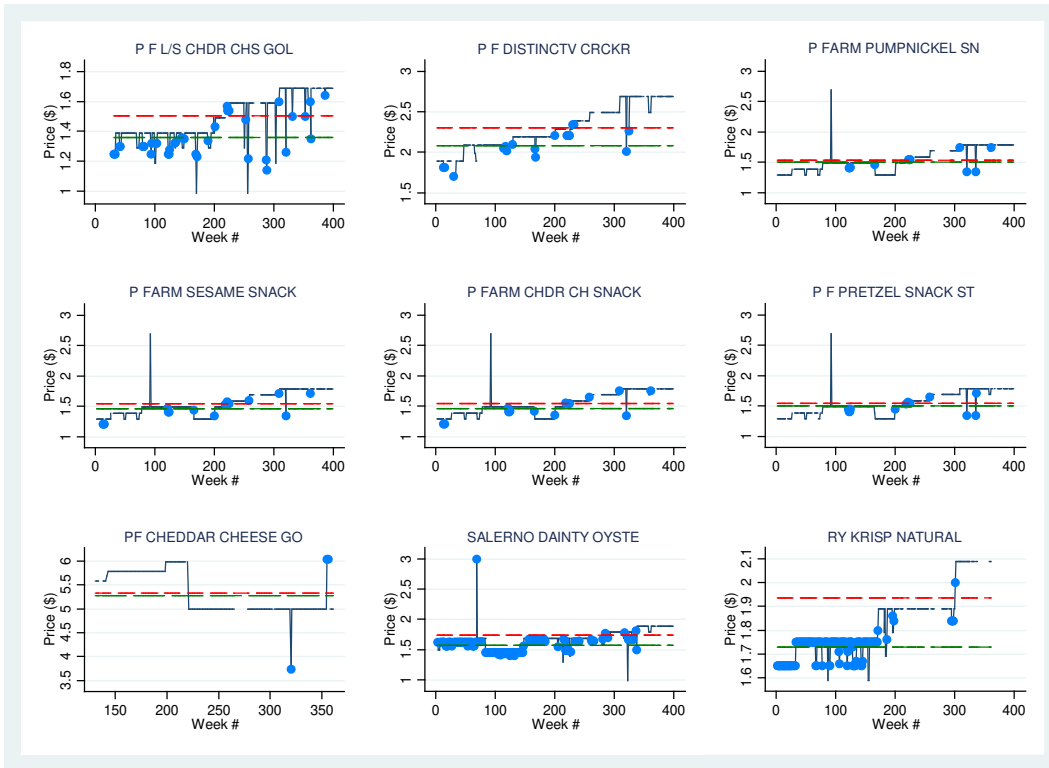 P F L/S CHDR CHS GOL
Price ($)
1 1.2 1.4 1.6 1.8
0 100 200 300 400
Week #
P F DISTINCTV CRCKR
Price ($)
1.5 2 2.5 3
0 100 200 300 400
Week #
P FARM PUMPNICKEL SN
Price ($)
1 1.5 2 2.5 3
0 100 200 300 400
Week #
P FARM SESAME SNACK
Price ($)
1 1.5 2 2.5 3
0 100 200 300 400
Week #
P FARM CHDR CH SNACK
Price ($)
1 1.5 2 2.5 3
0 100 200 300 400
Week #
P F PRETZEL SNACK ST
Price ($)
1 1.5 2 2.5 3
0 100 200 300 400
Week #
PF CHEDDAR CHEESE GO
Price ($)
3.5 4 4.5 5 5.5 6
150 200 250 300 350
Week #
SALERNO DAINTY OYSTE
Price ($)
1 1.5 2 2.5 3
0 100 200 300 400
Week #
RY KRISP NATURAL
Price ($)
1.6 1.7 1.8 1.9 2 2.1
0 100 200 300 400
Week #